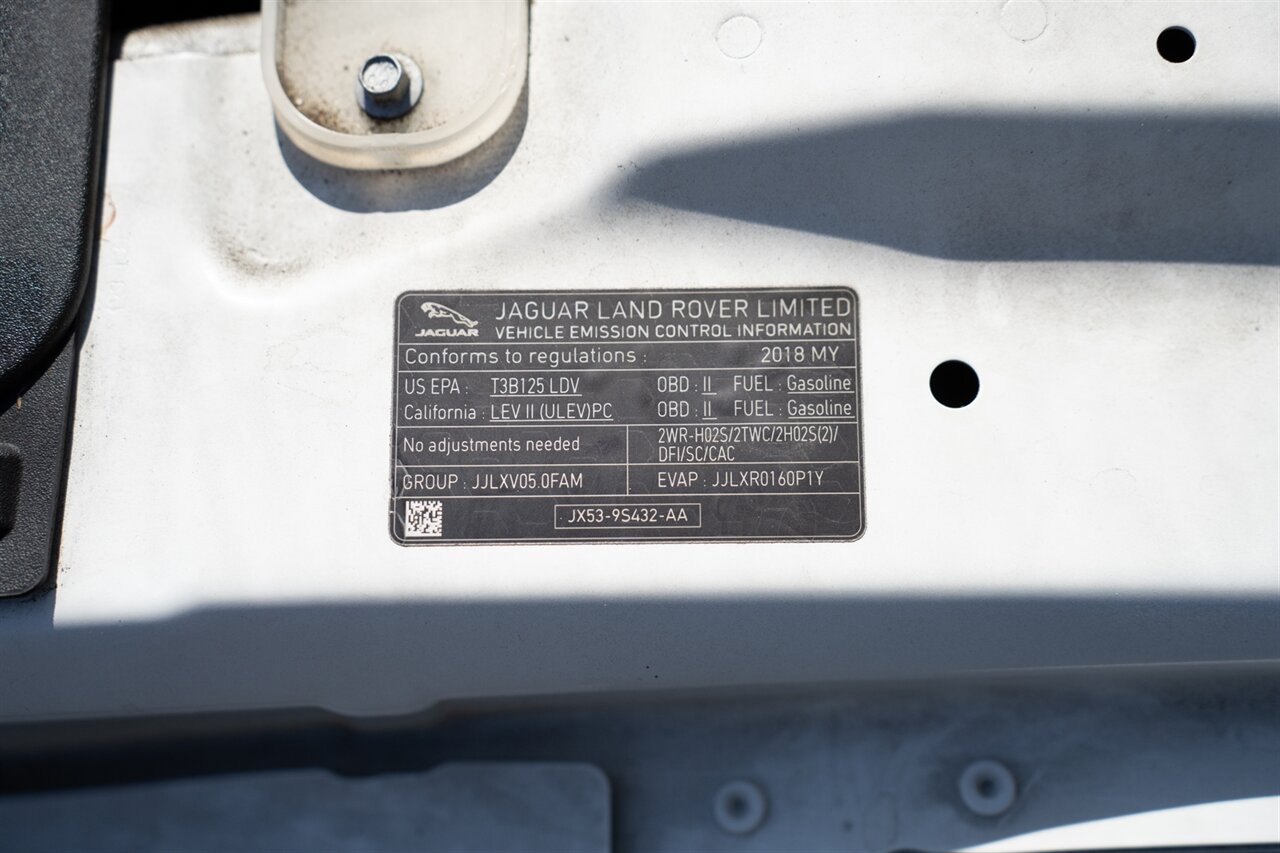 JAGUAR
JAGUAR LAND ROVER LIMITED
VEHICLE EMISSION CONTROL INFORMATION
Conforms to regulations : 2018 MY
US EPA : T3B125 LDV OBD : II FUEL : Gasoline
California : LEV II (ULEV)PC OBD : II FUEL : Gasoline
No adjustments needed
2WR-HO2S/2TWC/2HO2S(2)/
DFI/SC/CAC
GROUP : JJLXV05.0FAM EVAP : JJLXR0160P1Y
JX53-9S432-AA